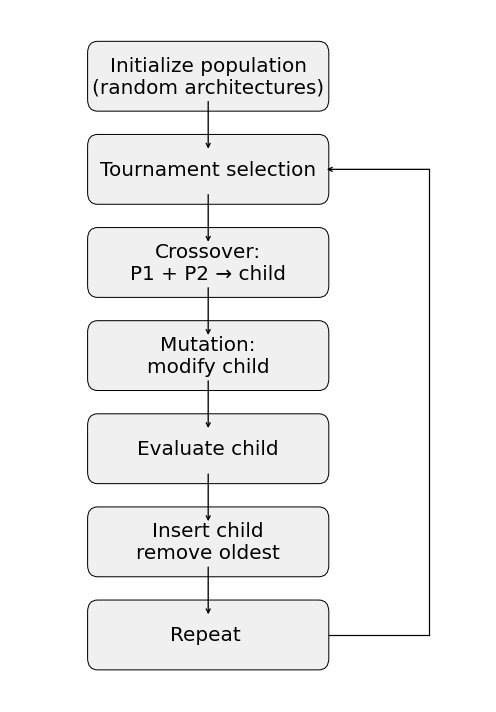 Initialize population
(random architectures)
Tournament selection
Crossover:
P1 + P2 → child
Mutation:
modify child
Evaluate child
Insert child
remove oldest
Repeat